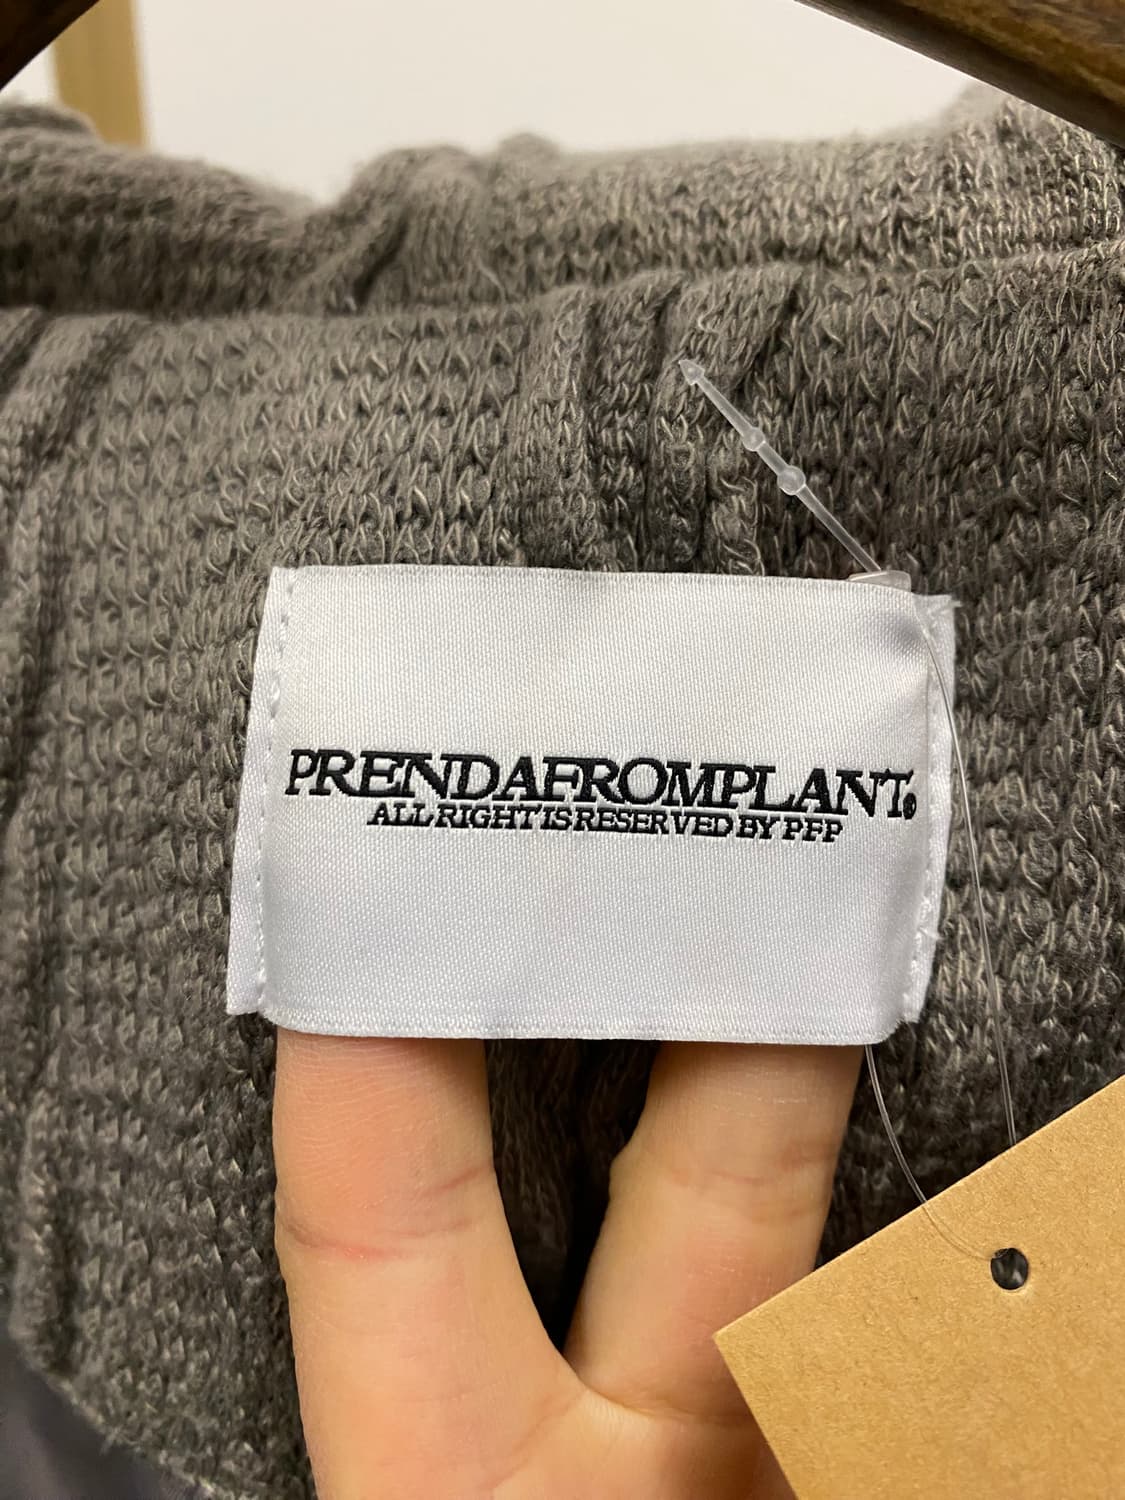 PRENDAFROMPLANT®
ALL RIGHT IS RESERVED BY PFP